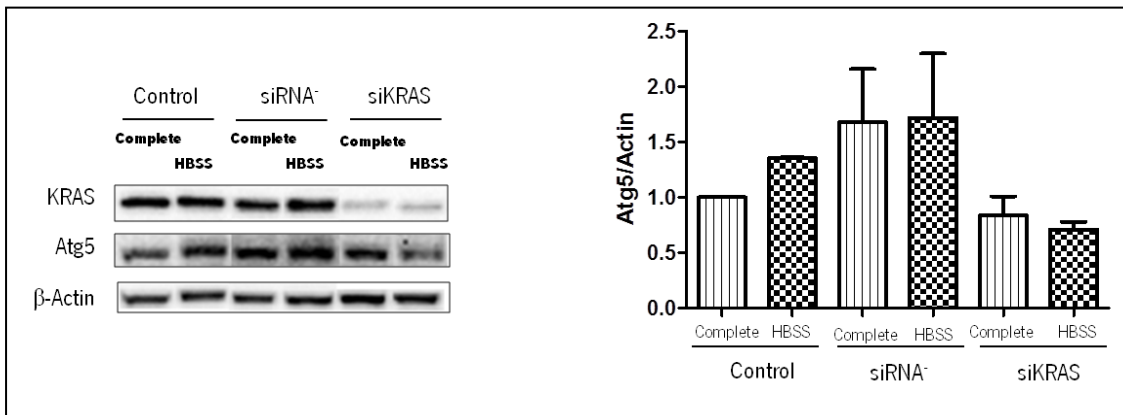 Control siRNA⁻ siKRAS
Complete Complete Complete
HBSS HBSS HBSS
KRAS
Atg5
β-Actin
Atg5/Actin
2.5
2.0
1.5
1.0
0.5
0.0
Complete HBSS Complete HBSS Complete HBSS
Control siRNA⁻ siKRAS